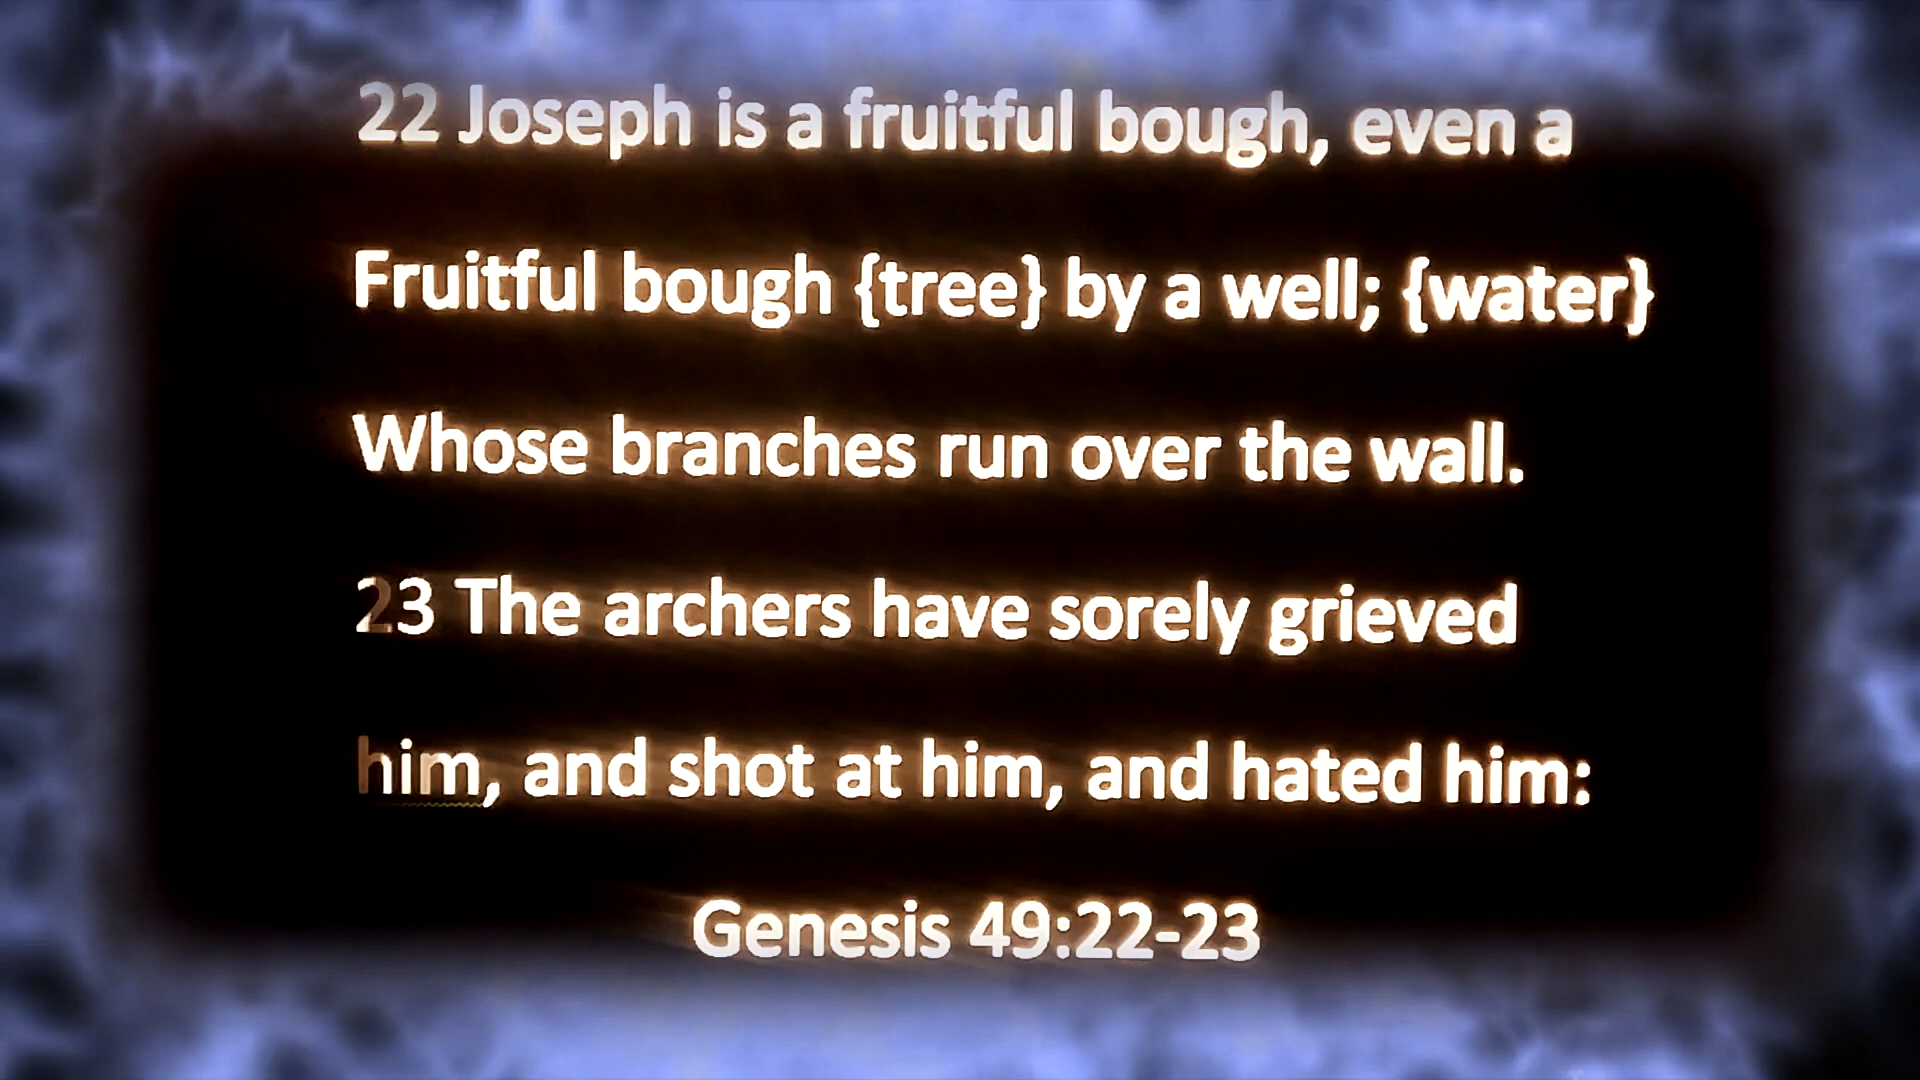 22 Joseph is a fruitful bough, even a
Fruitful bough {tree} by a well; {water}
Whose branches run over the wall.
23 The archers have sorely grieved
him, and shot at him, and hated him:
Genesis 49:22-23